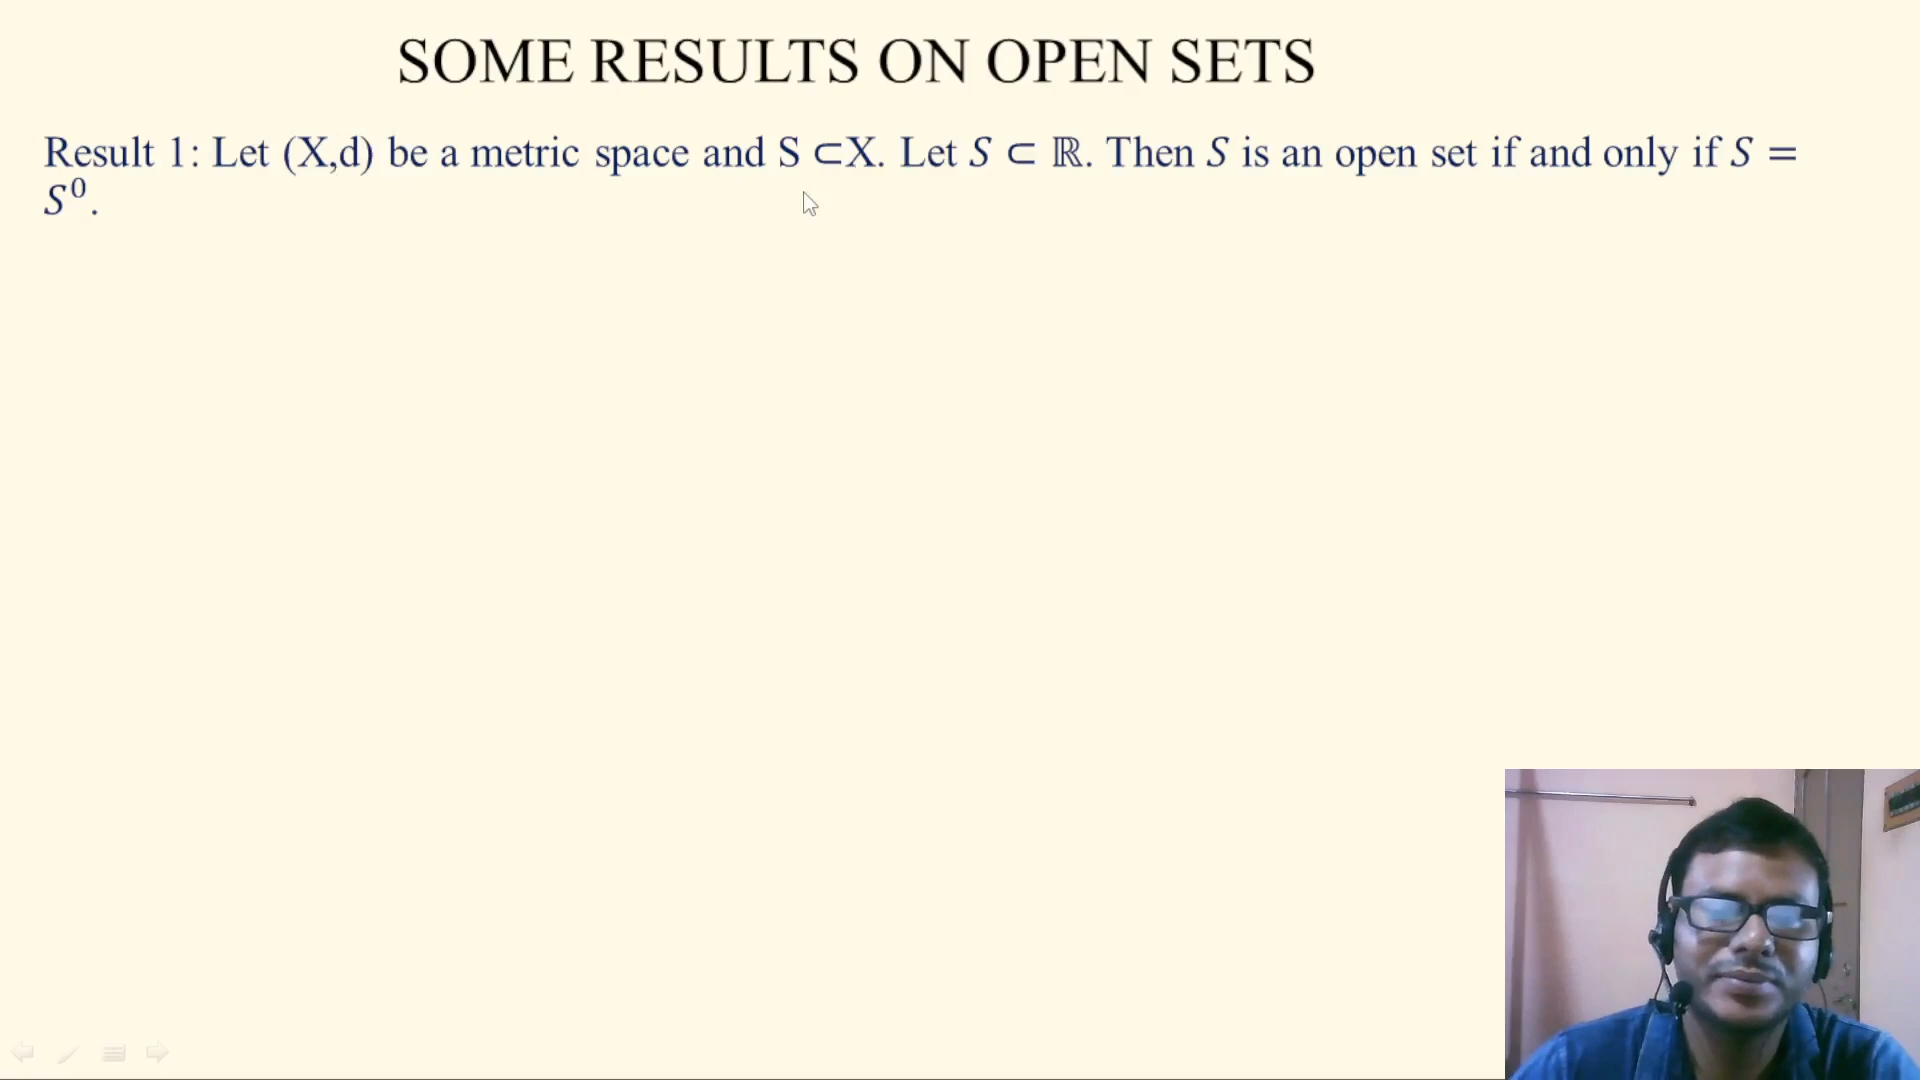 SOME RESULTS ON OPEN SETS
Result 1: Let (X,d) be a metric space and S ⊂X. Let 𝑆 ⊂ ℝ. Then 𝑆 is an open set if and only if 𝑆 =
𝑆⁰.